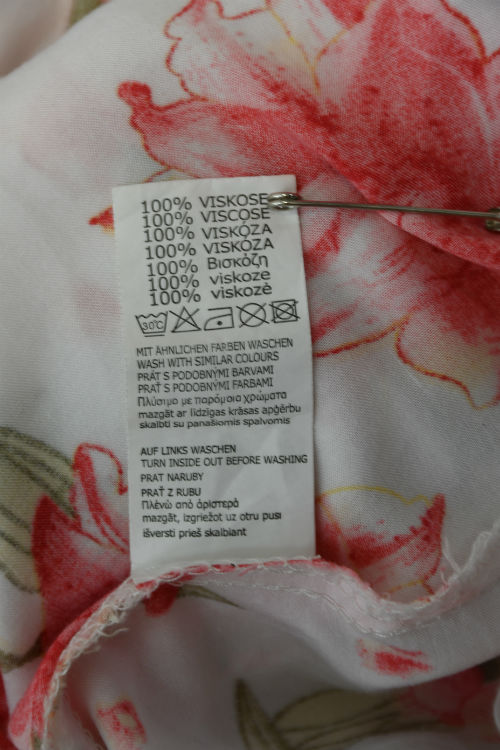 100% VISKOSE
100% VISCOSE
100% VISKÓZA
100% VISKÓZA
100% Βισκόζη
100% viskoze
100% viskozė
30°C
MIT ÄHNLICHEN FARBEN WASCHEN
WASH WITH SIMILAR COLOURS
PRAT S PODOBNÝMI BARVAMI
PRAŤ S PODOBNÝMI FARBAMI
Πλύσιμο με παρόμοια χρώματα
mazgāt ar līdzīgas krāsas apģērbu
skalbti su panašiomis spalvomis
AUF LINKS WASCHEN
TURN INSIDE OUT BEFORE WASHING
PRAT NARUBY
PRAŤ Z RUBU
Πλένω από άριστερά
mazgāt, izgriežot uz otru pusi
išversti prieš skalbiant